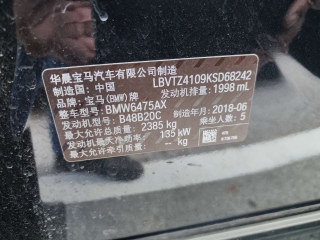 华晨宝马汽车有限公司制造
制造国：中国 LBVTZ4109KSD68242
品牌：宝马(BMW)牌 发动机排量：1998 mL
整车型号：BMW6475AX
发动机型号：B48B20C 制造年月：2018-06
最大允许总质量：2385 kg 乘坐人数：5
发动机最大净功率：135 kW
最大允许牵引质量：-- kg